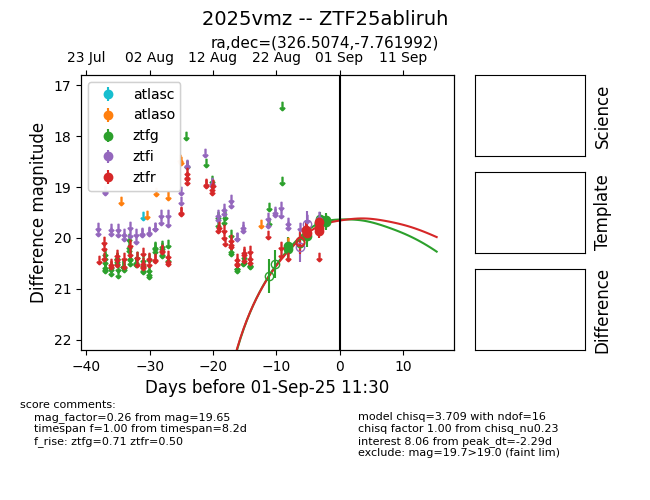 2025vmz -- ZTF25abliruh
ra,dec=(326.5074,-7.761992)
23 Jul 02 Aug 12 Aug 22 Aug 01 Sep 11 Sep
atlasc
atlaso
ztfg
ztfi
ztfr
17
18
19
20
21
22
Difference magnitude
−40 −30 −20 −10 0 10
Days before 01-Sep-25 11:30
Science
Template
Difference
score comments:
mag_factor=0.26 from mag=19.65
timespan f=1.00 from timespan=8.2d
f_rise: ztfg=0.71 ztfr=0.50
model chisq=3.709 with ndof=16
chisq factor 1.00 from chisq_nu0.23
interest 8.06 from peak_dt=-2.29d
exclude: mag=19.7>19.0 (faint lim)